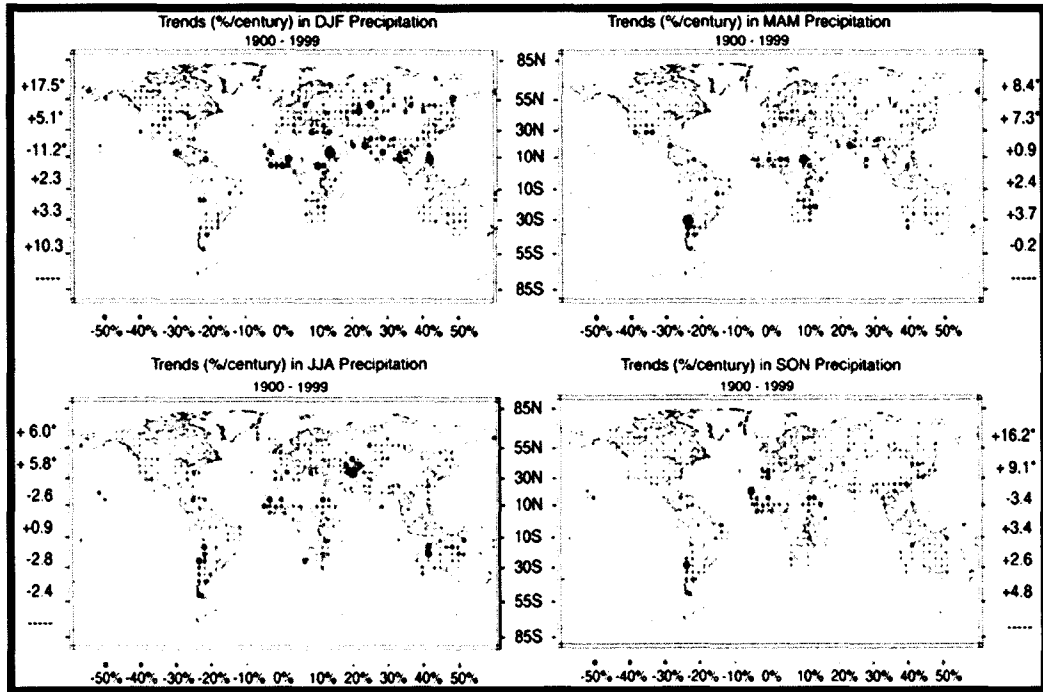 Trends (%/century) in DJF Precipitation
1900 - 1999
+17.5*
+5.1*
-11.2*
+2.3
+3.3
+10.3
-----
85N
55N
30N
10N
10S
30S
55S
85S
-50% -40% -30% -20% -10% 0% 10% 20% 30% 40% 50%
Trends (%/century) in MAM Precipitation
1900 - 1999
+ 8.4*
+ 7.3*
+0.9
+2.4
+3.7
-0.2
-----
-50% -40% -30% -20% -10% 0% 10% 20% 30% 40% 50%
Trends (%/century) in JJA Precipitation
1900 - 1999
+ 6.0*
+ 5.8*
-2.6
+0.9
-2.8
-2.4
-----
85N
55N
30N
10N
10S
30S
55S
85S
-50% -40% -30% -20% -10% 0% 10% 20% 30% 40% 50%
Trends (%/century) in SON Precipitation
1900 - 1999
+16.2*
+9.1*
-3.4
+3.4
+2.6
+4.8
-----
-50% -40% -30% -20% -10% 0% 10% 20% 30% 40% 50%